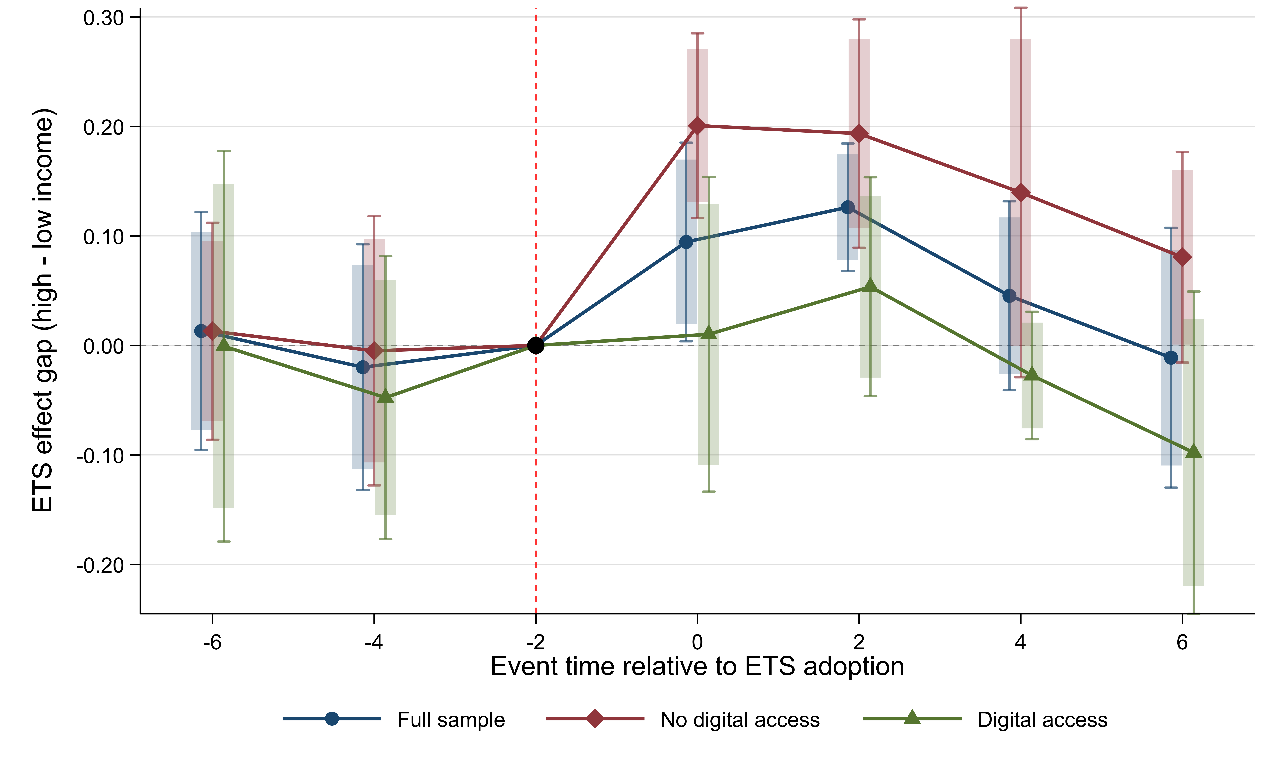 0.30
0.20
0.10
0.00
-0.10
-0.20
ETS effect gap (high - low income)
-6 -4 -2 0 2 4 6
Event time relative to ETS adoption
Full sample No digital access Digital access